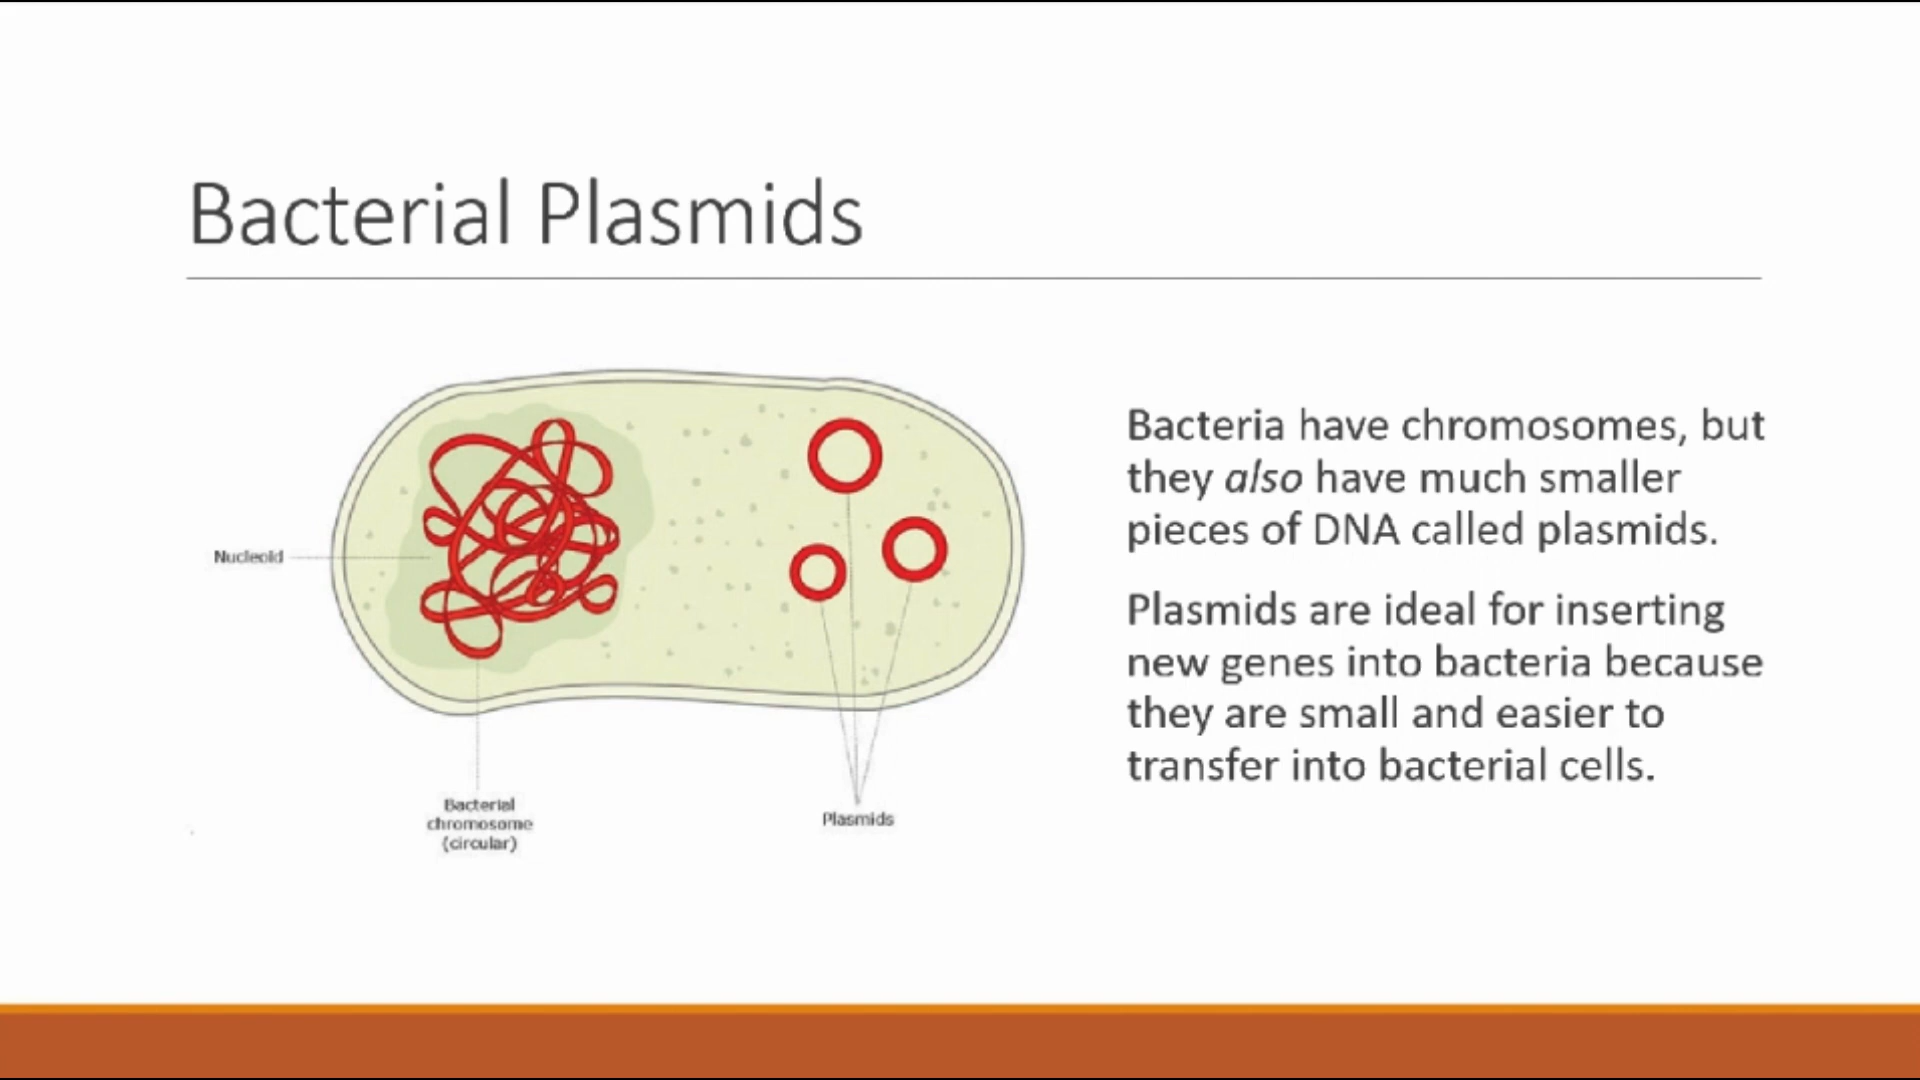 Bacterial Plasmids
Nucleoid
Bacterial
chromosome
(circular)
Plasmids
Bacteria have chromosomes, but
they also have much smaller
pieces of DNA called plasmids.
Plasmids are ideal for inserting
new genes into bacteria because
they are small and easier to
transfer into bacterial cells.